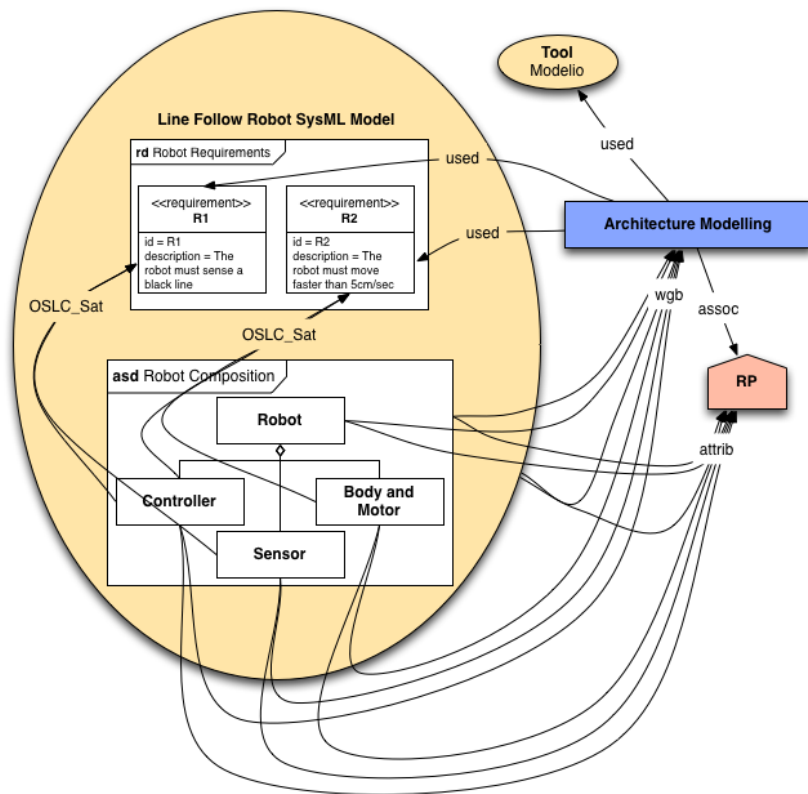 Tool
Modelio
Line Follow Robot SysML Model
rd Robot Requirements
used
used
<<requirement>>
R1
<<requirement>>
R2
Architecture Modelling
used
id = R1
description = The
robot must sense a
black line
id = R2
description = The
robot must move
faster than 5cm/sec
OSLC_Sat
wgb
assoc
OSLC_Sat
asd Robot Composition
RP
Robot
attrib
Controller
Body and
Motor
Sensor